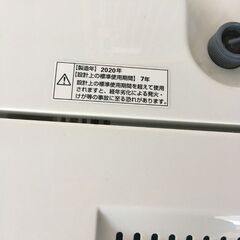 【製造年】2020年
【設計上の標準使用期間】7年
設計上の標準使用期間を超えて使用
されますと、経年劣化による発火・
けが等の事故に至る恐れがあります。